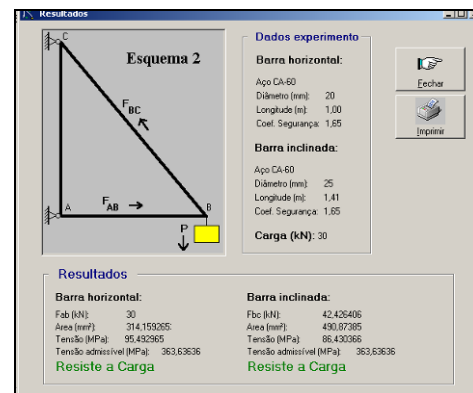 Resultados
C
Esquema 2
F BC
A
F AB
B
P
Dados experimento
Barra horizontal:
Aço CA-60
Diâmetro (mm): 20
Longitude (m): 1,00
Coef. Segurança: 1,65
Barra inclinada:
Aço CA-60
Diâmetro (mm): 25
Longitude (m): 1,41
Coef. Segurança: 1,65
Carga (kN): 30
Fechar
Imprimir
Resultados
Barra horizontal:
Fab (kN): 30
Area (mm²): 314,159265:
Tensão (MPa): 95,492965
Tensão admissível (MPa): 363,63636
Resiste a Carga
Barra inclinada:
Fbc (kN): 42,426406
Area (mm²): 490,87385
Tensão (MPa): 86,430366
Tensão admissível (MPa): 363,63636
Resiste a Carga